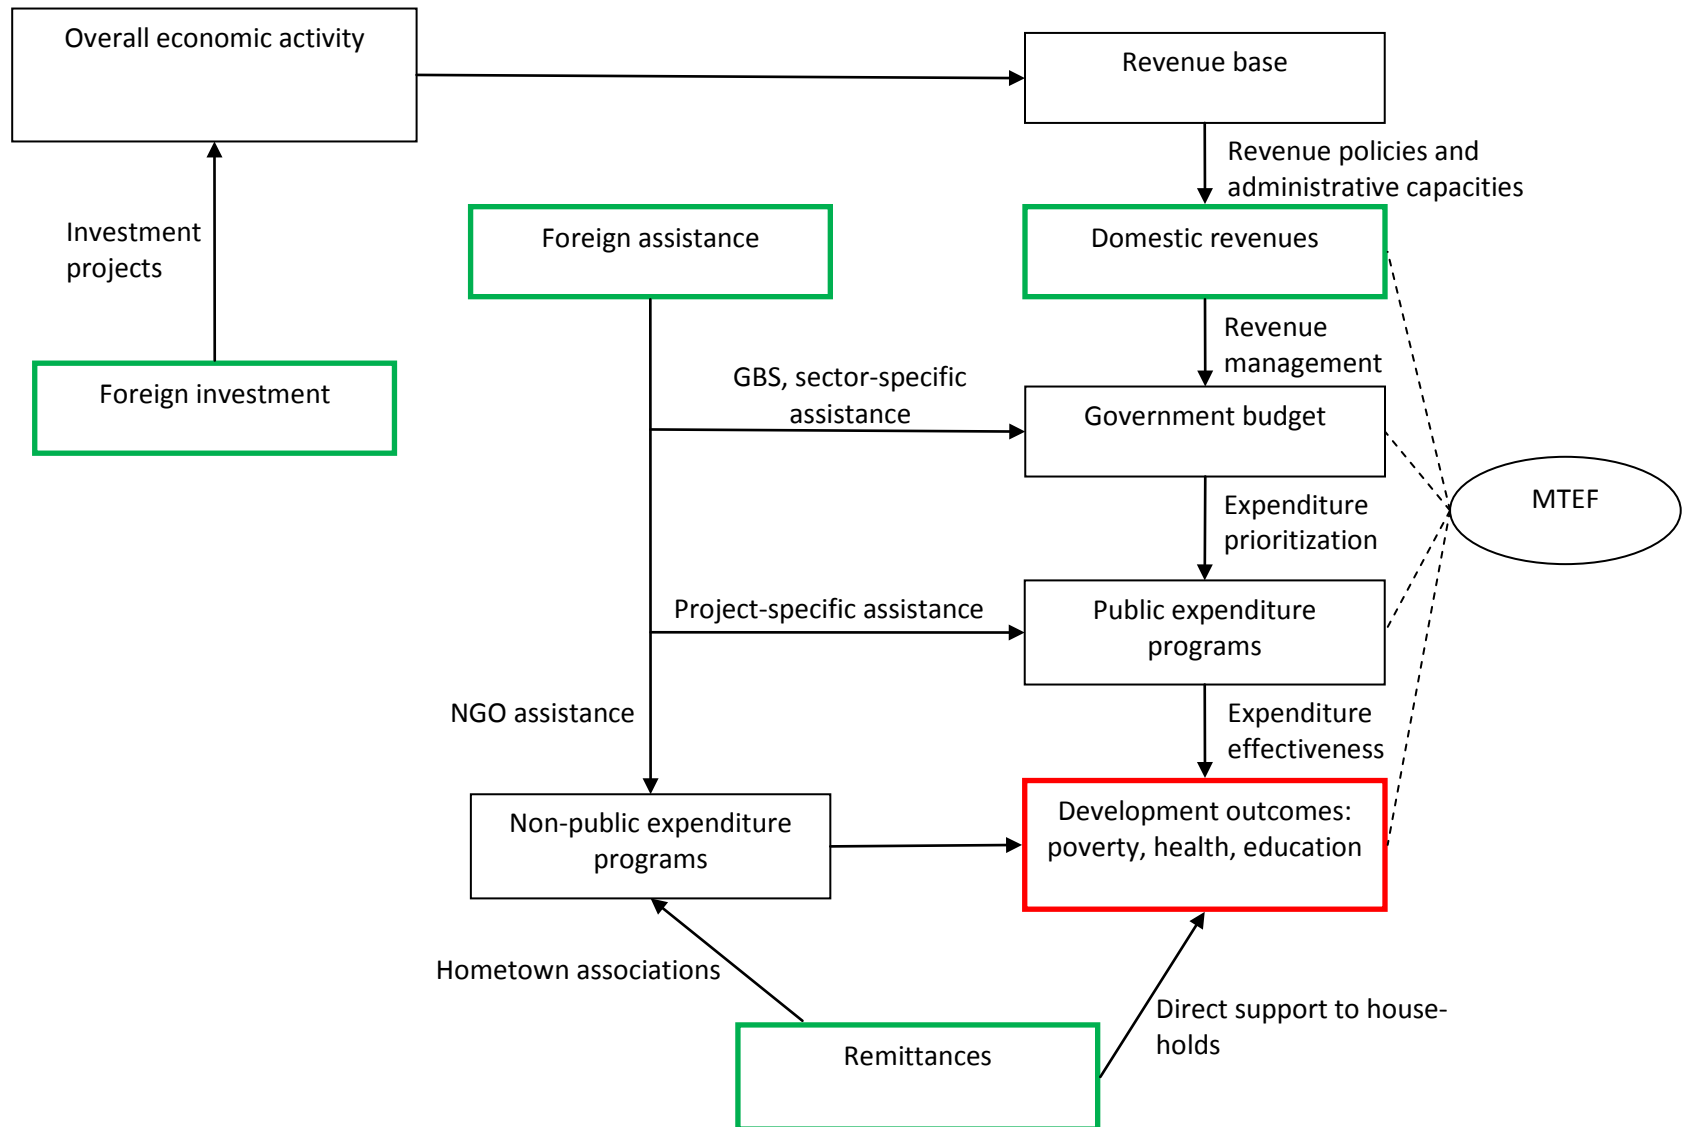 Overall economic activity
Revenue base
Revenue policies and
administrative capacities
Investment
projects
Foreign assistance
Domestic revenues
Revenue
management
Foreign investment
GBS, sector-specific
assistance
Government budget
MTEF
Expenditure
prioritization
Project-specific assistance
Public expenditure
programs
NGO assistance
Expenditure
effectiveness
Non-public expenditure
programs
Development outcomes:
poverty, health, education
Hometown associations
Direct support to house-
holds
Remittances